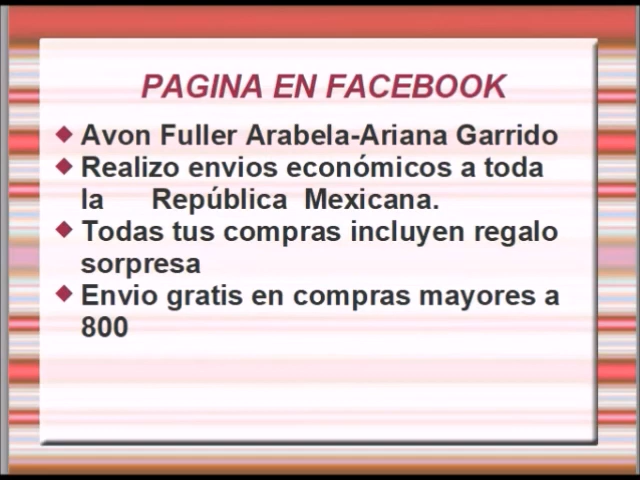 PAGINA EN FACEBOOK
Avon Fuller Arabela-Ariana Garrido
Realizo envios económicos a toda
la República Mexicana.
Todas tus compras incluyen regalo
sorpresa
Envio gratis en compras mayores a
800